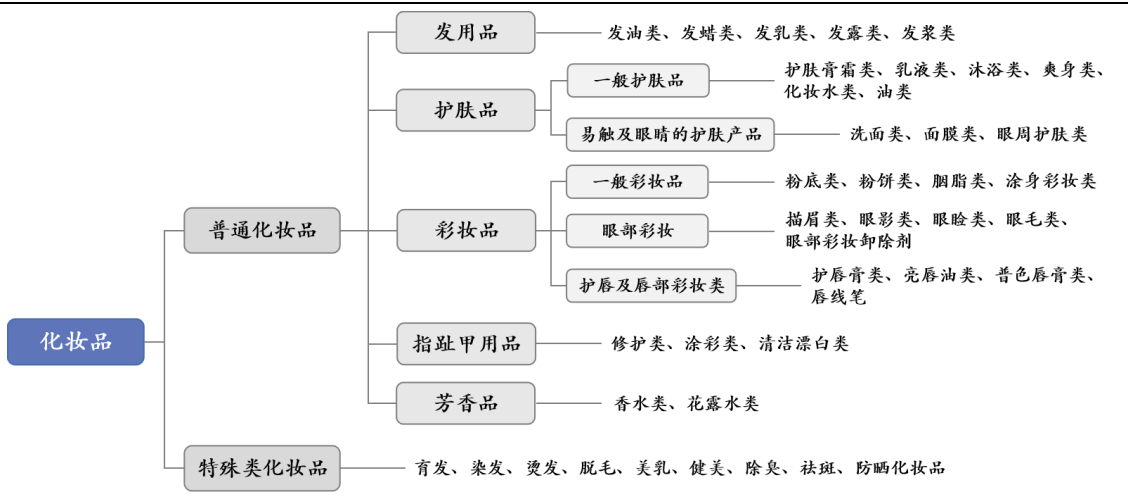 发用品
发油类、发蜡类、发乳类、发露类、发浆类
护肤品
一般护肤品
护肤膏霜类、乳液类、沐浴类、爽身类、
化妆水类、油类
易触及眼睛的护肤产品
洗面类、面膜类、眼周护肤类
普通化妆品
彩妆品
一般彩妆品
粉底类、粉饼类、胭脂类、涂身彩妆类
眼部彩妆
描眉类、眼影类、眼睑类、眼毛类、
眼部彩妆卸除剂
护唇及唇部彩妆类
护唇膏类、亮唇油类、普色唇膏类、
唇线笔
化妆品
指趾甲用品
修护类、涂彩类、清洁漂白类
芳香品
香水类、花露水类
特殊类化妆品
育发、染发、烫发、脱毛、美乳、健美、除臭、祛斑、防晒化妆品